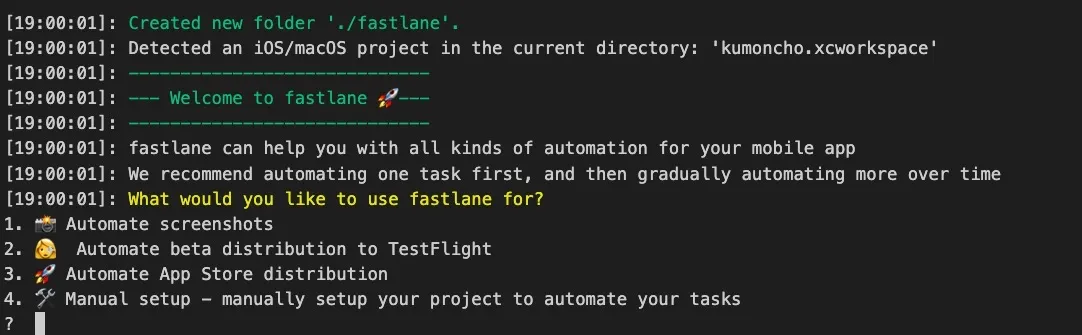 [19:00:01]: Created new folder './fastlane'.
[19:00:01]: Detected an iOS/macOS project in the current directory: 'kumoncho.xcworkspace'
[19:00:01]: -----------------------------
[19:00:01]: --- Welcome to fastlane 🚀---
[19:00:01]: -----------------------------
[19:00:01]: fastlane can help you with all kinds of automation for your mobile app
[19:00:01]: We recommend automating one task first, and then gradually automating more over time
[19:00:01]: What would you like to use fastlane for?
1. 📸 Automate screenshots
2. 👩‍✈️ Automate beta distribution to TestFlight
3. 🚀 Automate App Store distribution
4. 🛠 Manual setup - manually setup your project to automate your tasks
?